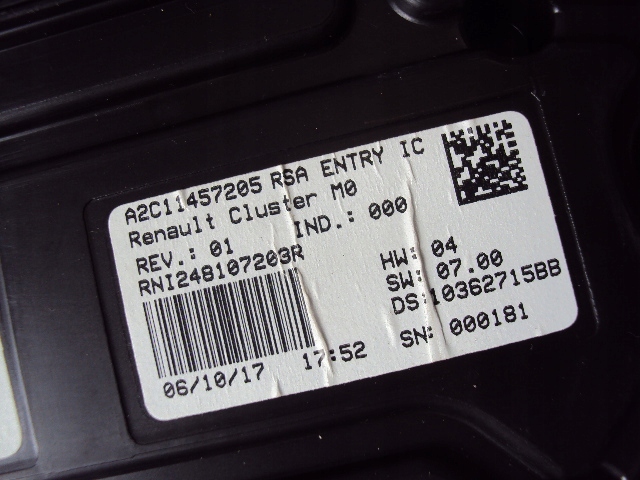 A2C11457205 RSA ENTRY IC
Renault Cluster M0
REV.: 01 IND.: 000
RNI248107203R
HW: 04
SW: 07.00
DS:10362715BB
06/10/17 17:52 SN: 000181